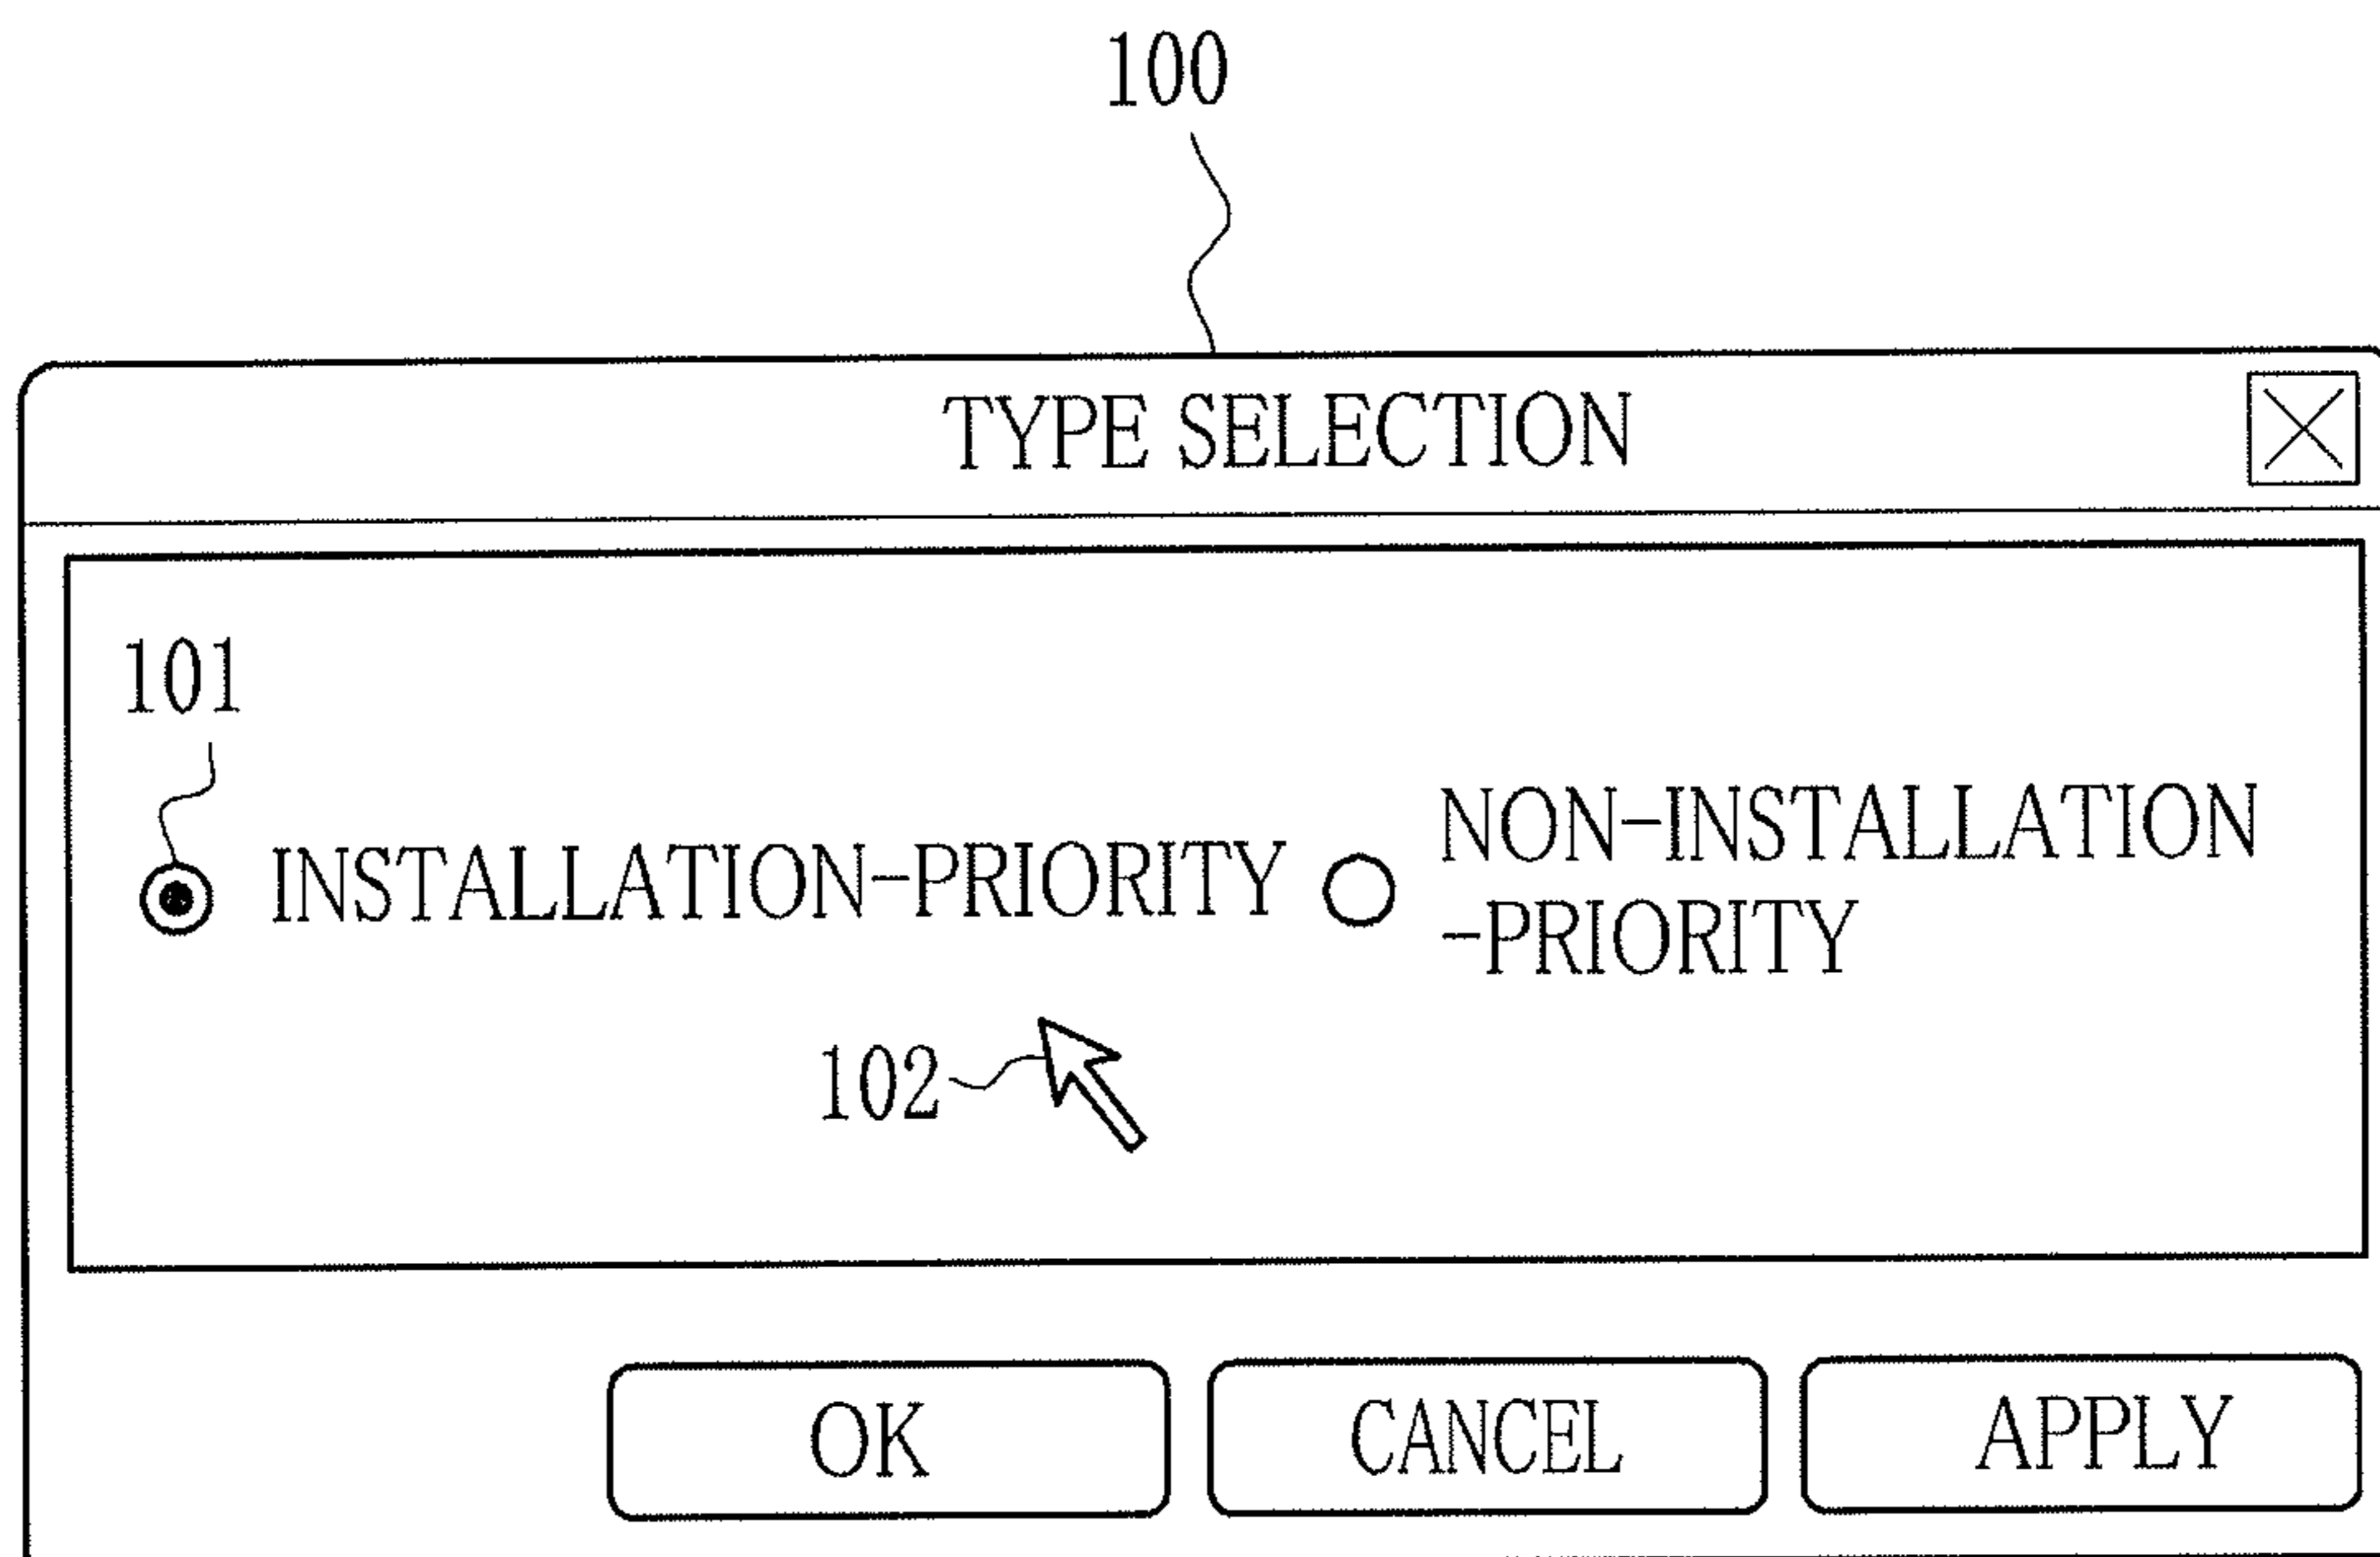 100
TYPE SELECTION
101
INSTALLATION-PRIORITY
NON-INSTALLATION
-PRIORITY
102
OK
CANCEL
APPLY